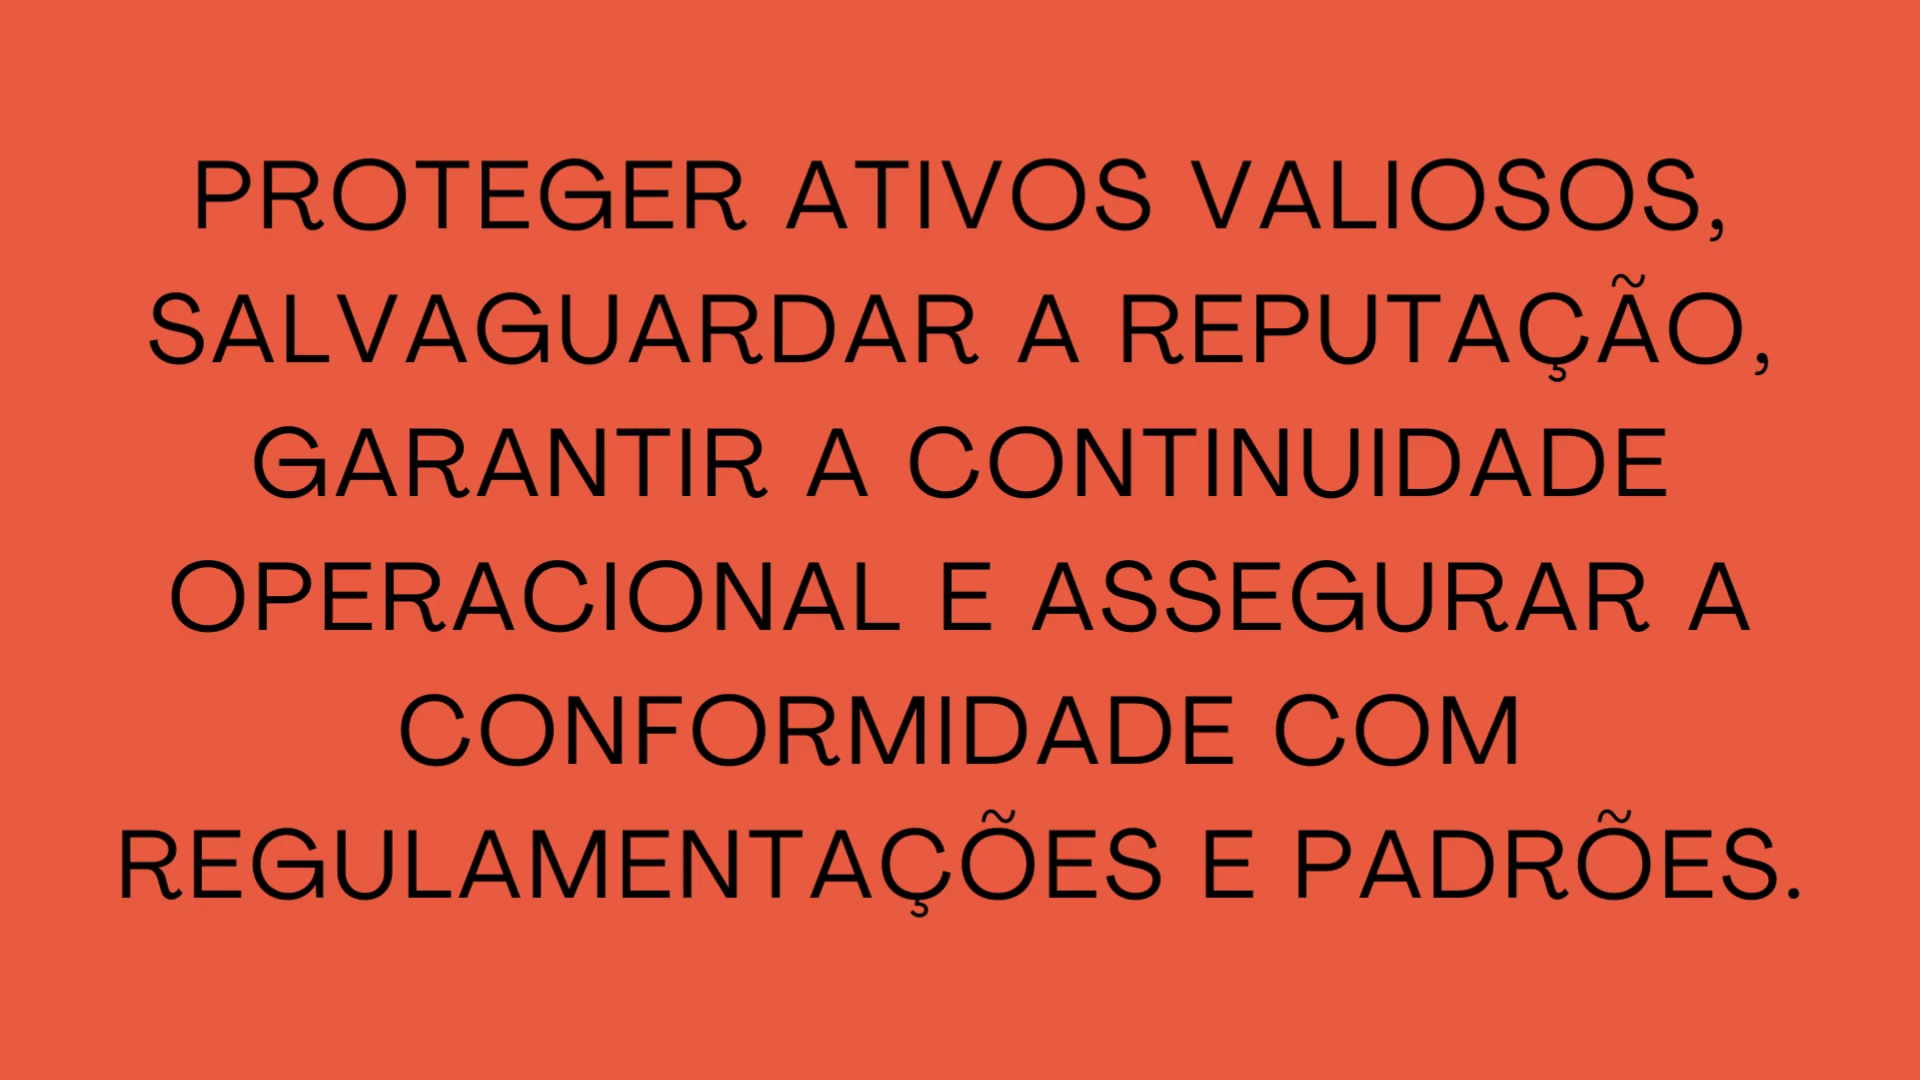 PROTEGER ATIVOS VALIOSOS,
SALVAGUARDAR A REPUTAÇÃO,
GARANTIR A CONTINUIDADE
OPERACIONAL E ASSEGURAR A
CONFORMIDADE COM
REGULAMENTAÇÕES E PADRÕES.